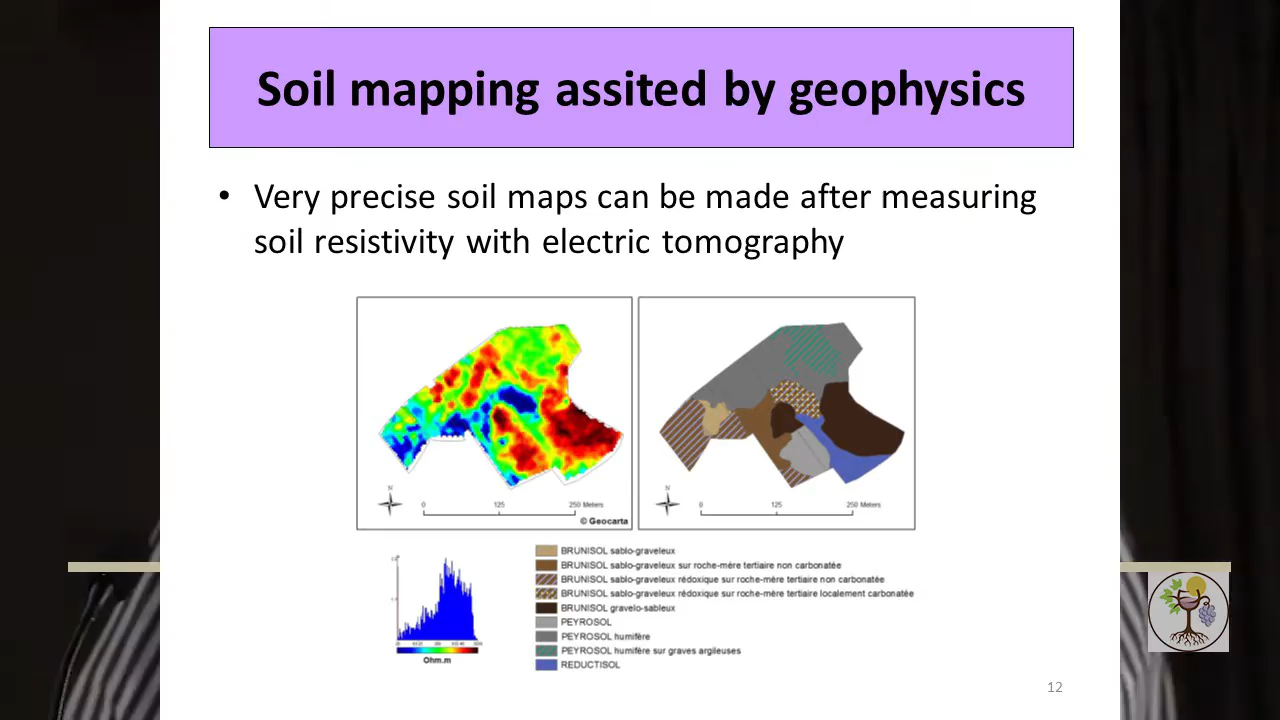 Soil mapping assited by geophysics
• Very precise soil maps can be made after measuring
soil resistivity with electric tomography
N
0 125 250 Meters
© Geocarta
N
0 125 250 Meters
Ohm.m
BRUNISOL sablo-graveleux
BRUNISOL sablo-graveleux sur roche-mère tertiaire non carbonatée
BRUNISOL sablo-graveleux rédoxique sur roche-mère tertiaire non carbonatée
BRUNISOL sablo-graveleux rédoxique sur roche-mère tertiaire localement carbonatée
BRUNISOL gravelo-sableux
PEYROSOL
PEYROSOL humifère
PEYROSOL humifère sur graves argileuses
REDUCTISOL
12